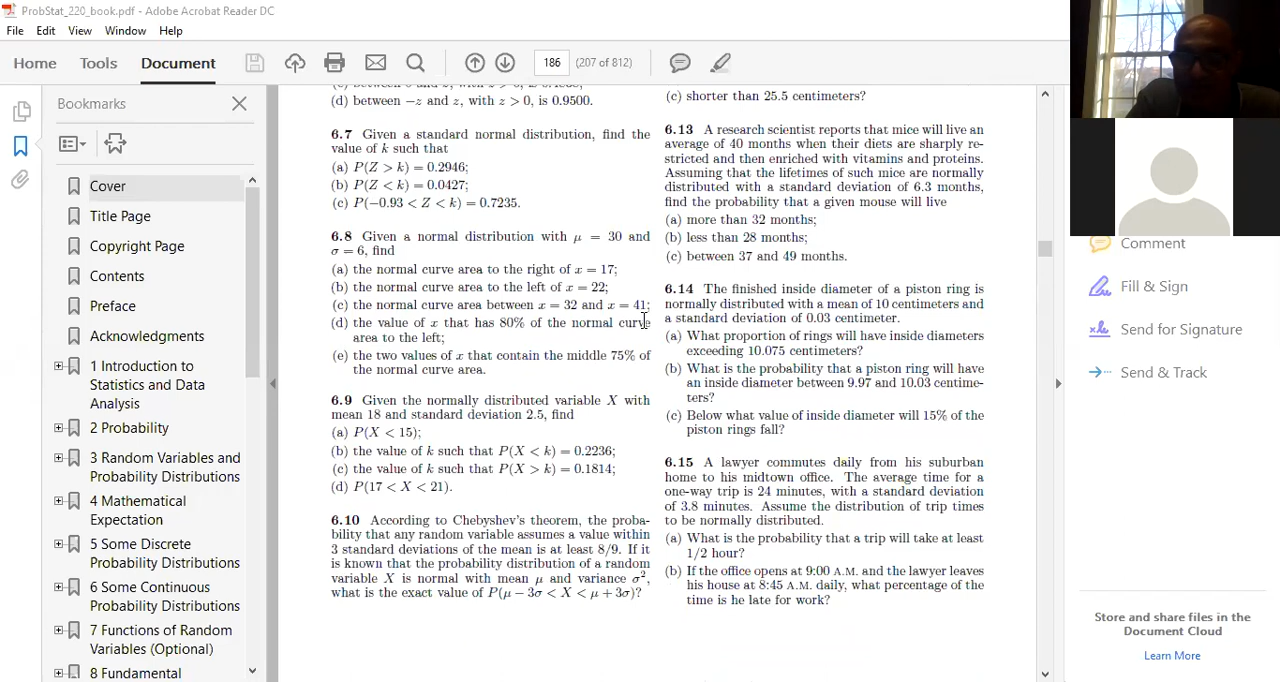 ProbStat_220_book.pdf - Adobe Acrobat Reader DC
File Edit View Window Help
Home Tools Document 186 (207 of 812)
Bookmarks
Cover
Title Page
Copyright Page
Contents
Preface
Acknowledgments
1 Introduction to
Statistics and Data
Analysis
2 Probability
3 Random Variables and
Probability Distributions
4 Mathematical
Expectation
5 Some Discrete
Probability Distributions
6 Some Continuous
Probability Distributions
7 Functions of Random
Variables (Optional)
8 Fundamental
(d) between −z and z, with z > 0, is 0.9500.
6.7 Given a standard normal distribution, find the
value of k such that
(a) P(Z > k) = 0.2946;
(b) P(Z < k) = 0.0427;
(c) P(−0.93 < Z < k) = 0.7235.
6.8 Given a normal distribution with μ = 30 and
σ = 6, find
(a) the normal curve area to the right of x = 17;
(b) the normal curve area to the left of x = 22;
(c) the normal curve area between x = 32 and x = 41;
(d) the value of x that has 80% of the normal curve
area to the left;
(e) the two values of x that contain the middle 75% of
the normal curve area.
6.9 Given the normally distributed variable X with
mean 18 and standard deviation 2.5, find
(a) P(X < 15);
(b) the value of k such that P(X < k) = 0.2236;
(c) the value of k such that P(X > k) = 0.1814;
(d) P(17 < X < 21).
6.10 According to Chebyshev's theorem, the proba-
bility that any random variable assumes a value within
3 standard deviations of the mean is at least 8/9. If it
is known that the probability distribution of a random
variable X is normal with mean μ and variance σ²,
what is the exact value of P(μ − 3σ < X < μ + 3σ)?
(c) shorter than 25.5 centimeters?
6.13 A research scientist reports that mice will live an
average of 40 months when their diets are sharply re-
stricted and then enriched with vitamins and proteins.
Assuming that the lifetimes of such mice are normally
distributed with a standard deviation of 6.3 months,
find the probability that a given mouse will live
(a) more than 32 months;
(b) less than 28 months;
(c) between 37 and 49 months.
6.14 The finished inside diameter of a piston ring is
normally distributed with a mean of 10 centimeters and
a standard deviation of 0.03 centimeter.
(a) What proportion of rings will have inside diameters
exceeding 10.075 centimeters?
(b) What is the probability that a piston ring will have
an inside diameter between 9.97 and 10.03 centime-
ters?
(c) Below what value of inside diameter will 15% of the
piston rings fall?
6.15 A lawyer commutes daily from his suburban
home to his midtown office. The average time for a
one-way trip is 24 minutes, with a standard deviation
of 3.8 minutes. Assume the distribution of trip times
to be normally distributed.
(a) What is the probability that a trip will take at least
1/2 hour?
(b) If the office opens at 9:00 A.M. and the lawyer leaves
his house at 8:45 A.M. daily, what percentage of the
time is he late for work?
Comment
Fill & Sign
Send for Signature
Send & Track
Store and share files in the
Document Cloud
Learn More